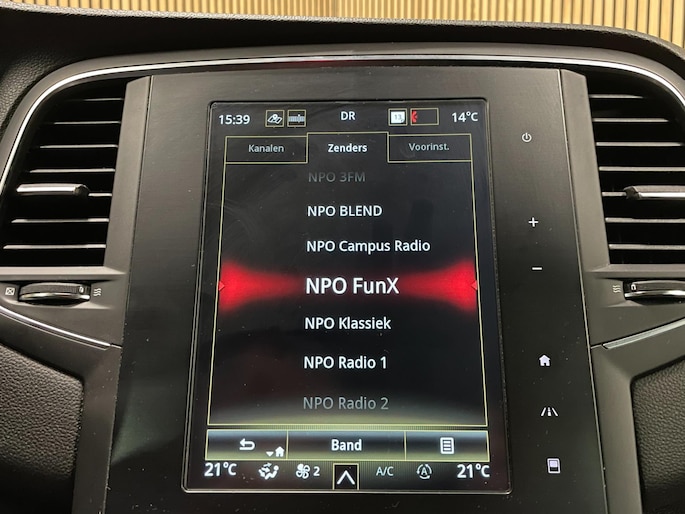 15:39 DR 13 14°C
Kanalen Zenders Voorinst.
NPO 3FM
NPO BLEND
NPO Campus Radio
NPO FunX
NPO Klassiek
NPO Radio 1
NPO Radio 2
Band
21°C 2 A/C A 21°C